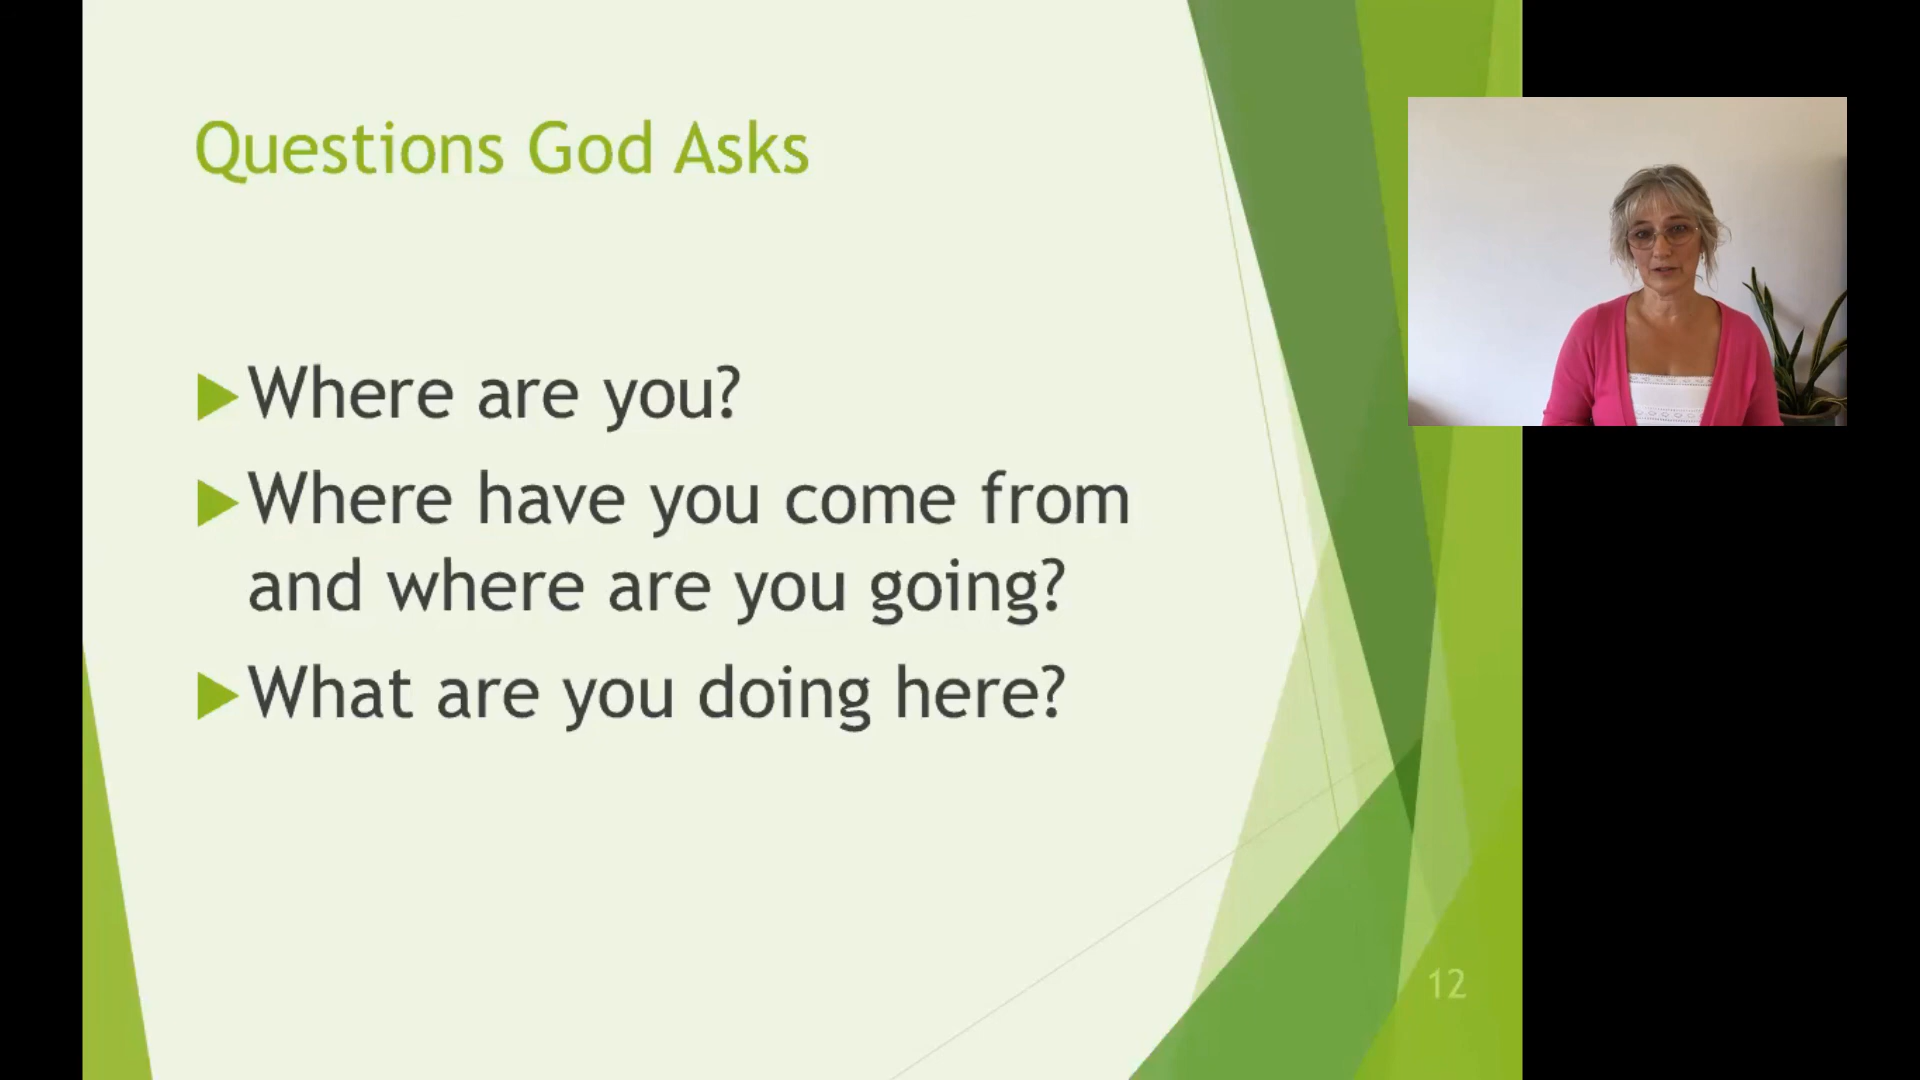 Questions God Asks
Where are you?
Where have you come from
and where are you going?
What are you doing here?
12